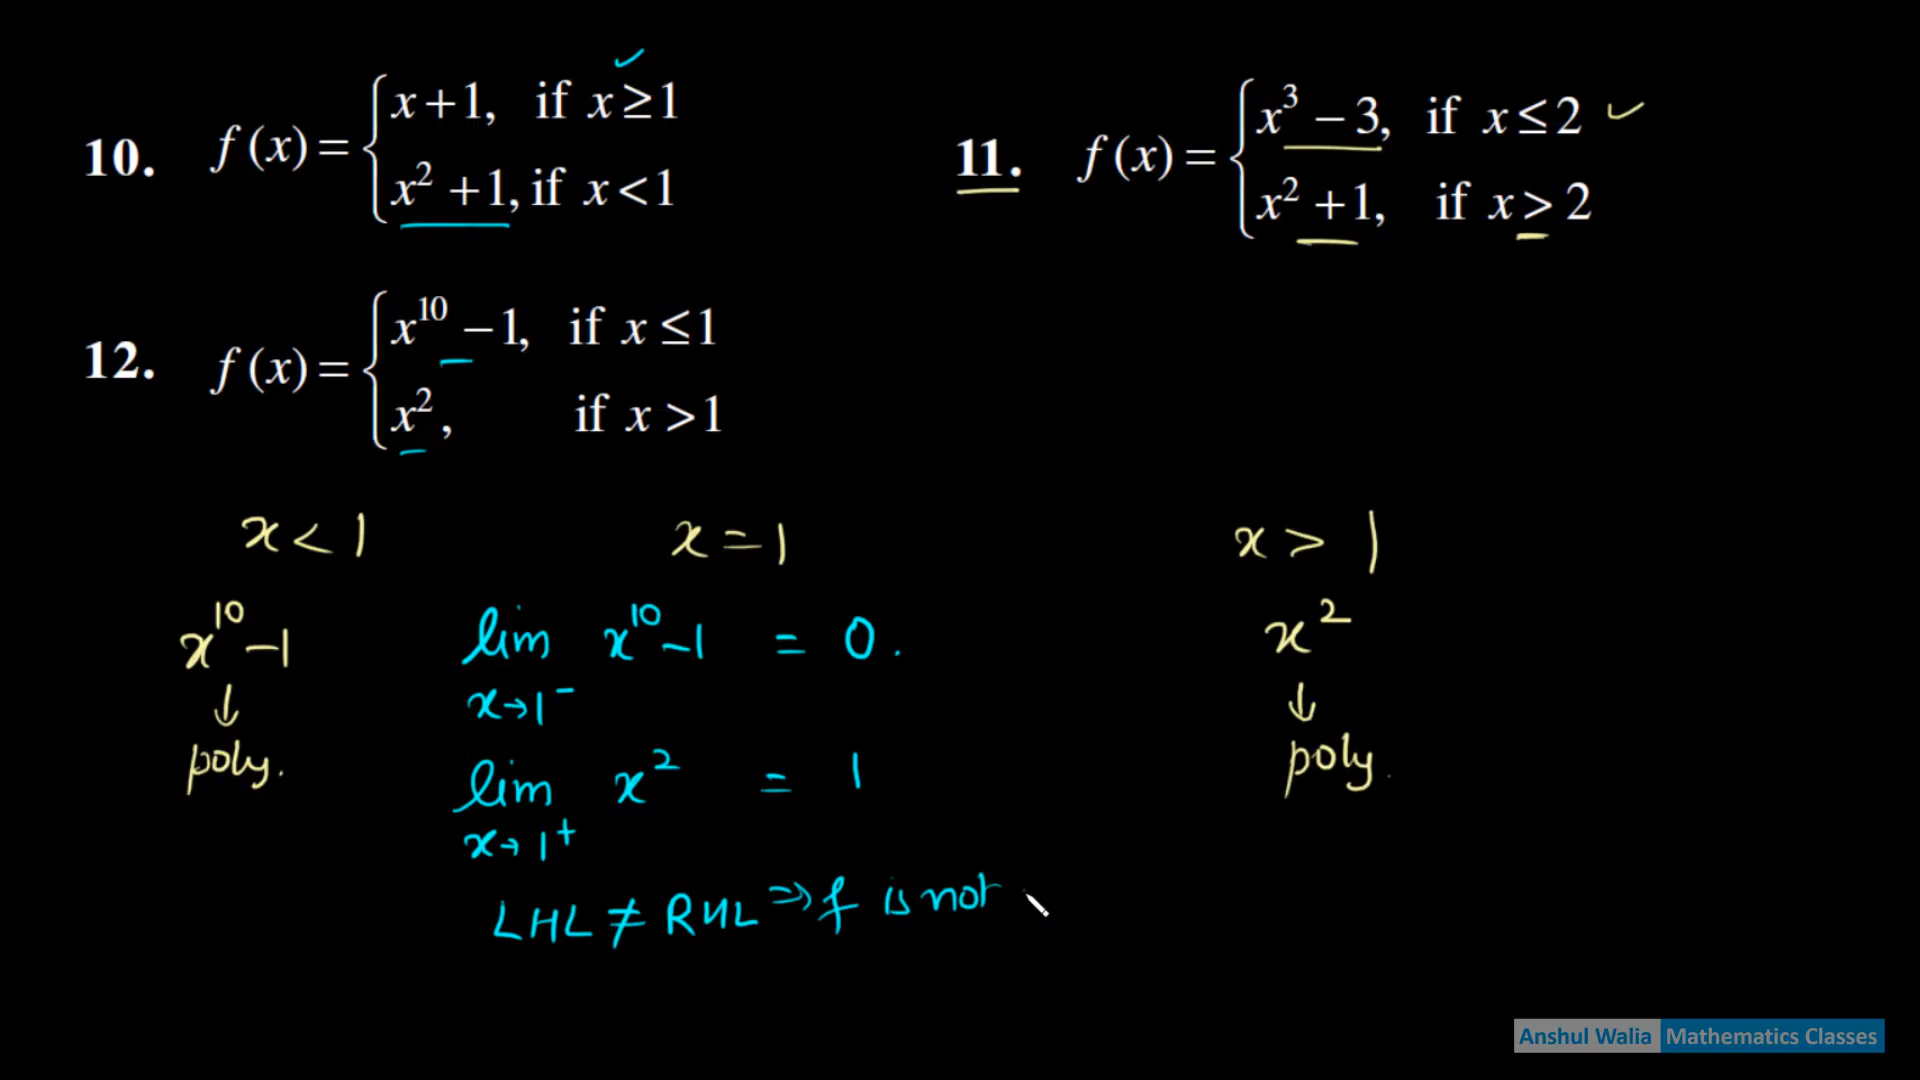 10. f(x) = { x+1, if x ≥ 1
x² +1, if x < 1
11. f(x) = { x³ − 3, if x ≤ 2
x² + 1, if x > 2
12. f(x) = { x¹⁰ − 1, if x ≤ 1
x², if x > 1
x < 1
x¹⁰ − 1
↓
poly.
x = 1
lim x¹⁰ − 1 = 0.
x → 1⁻
lim x² = 1
x → 1⁺
LHL ≠ RHL ⇒ f is not
x > 1
x²
↓
poly.
Anshul Walia Mathematics Classes